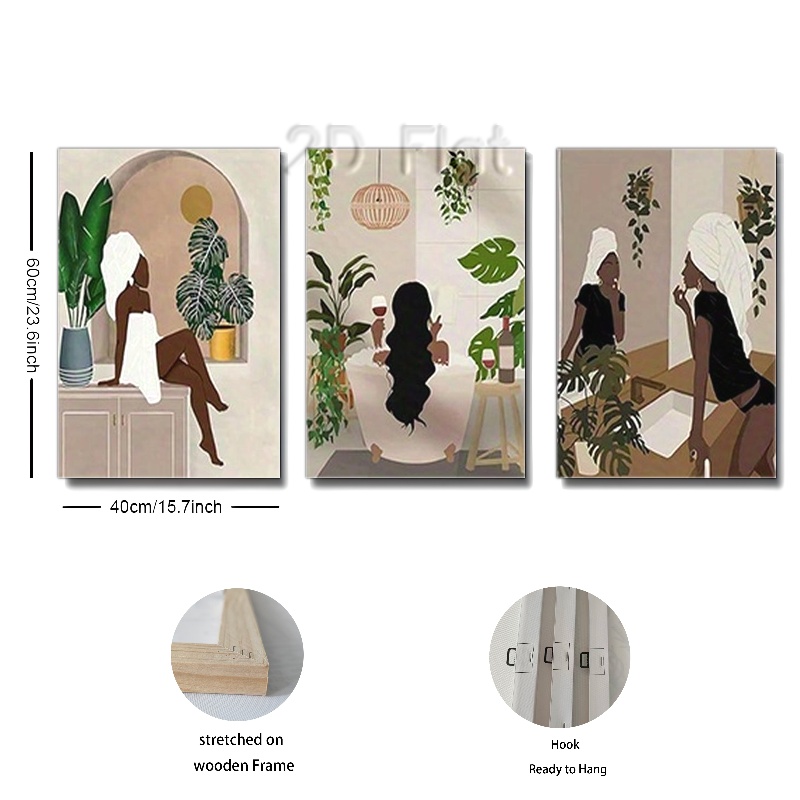 2D Flat
60cm/23.6inch
40cm/15.7inch
stretched on
wooden Frame
Hook
Ready to Hang